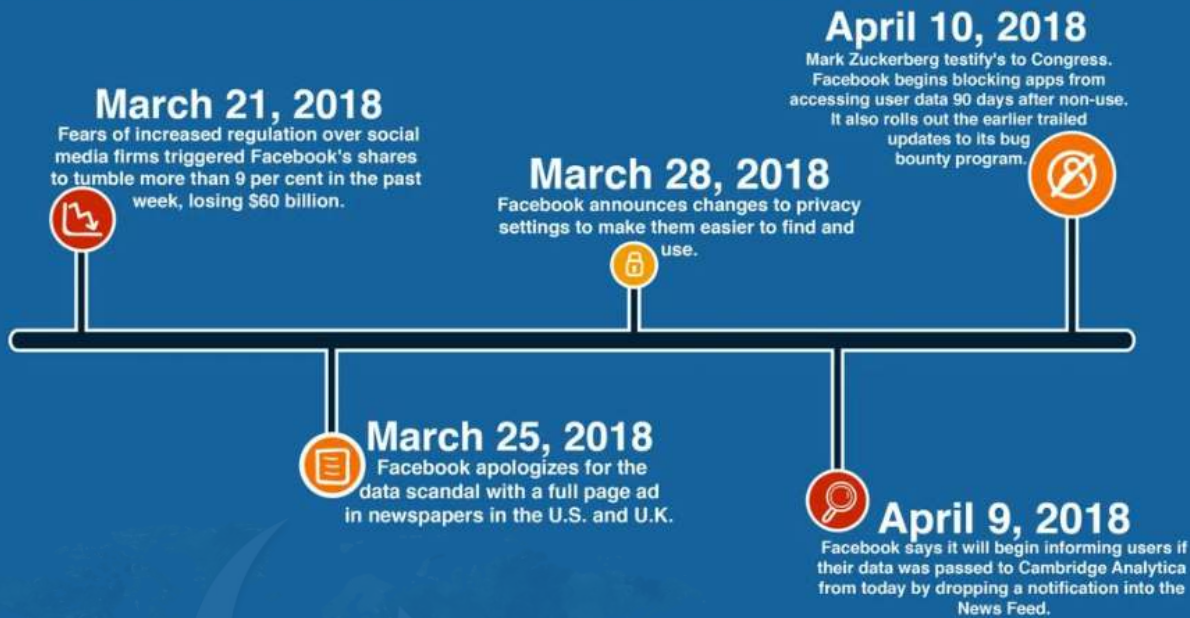 March 21, 2018
Fears of increased regulation over social
media firms triggered Facebook's shares
to tumble more than 9 per cent in the past
week, losing $60 billion.
March 25, 2018
Facebook apologizes for the
data scandal with a full page ad
in newspapers in the U.S. and U.K.
March 28, 2018
Facebook announces changes to privacy
settings to make them easier to find and
use.
April 9, 2018
Facebook says it will begin informing users if
their data was passed to Cambridge Analytica
from today by dropping a notification into the
News Feed.
April 10, 2018
Mark Zuckerberg testify's to Congress.
Facebook begins blocking apps from
accessing user data 90 days after non-use.
It also rolls out the earlier trailed
updates to its bug
bounty program.